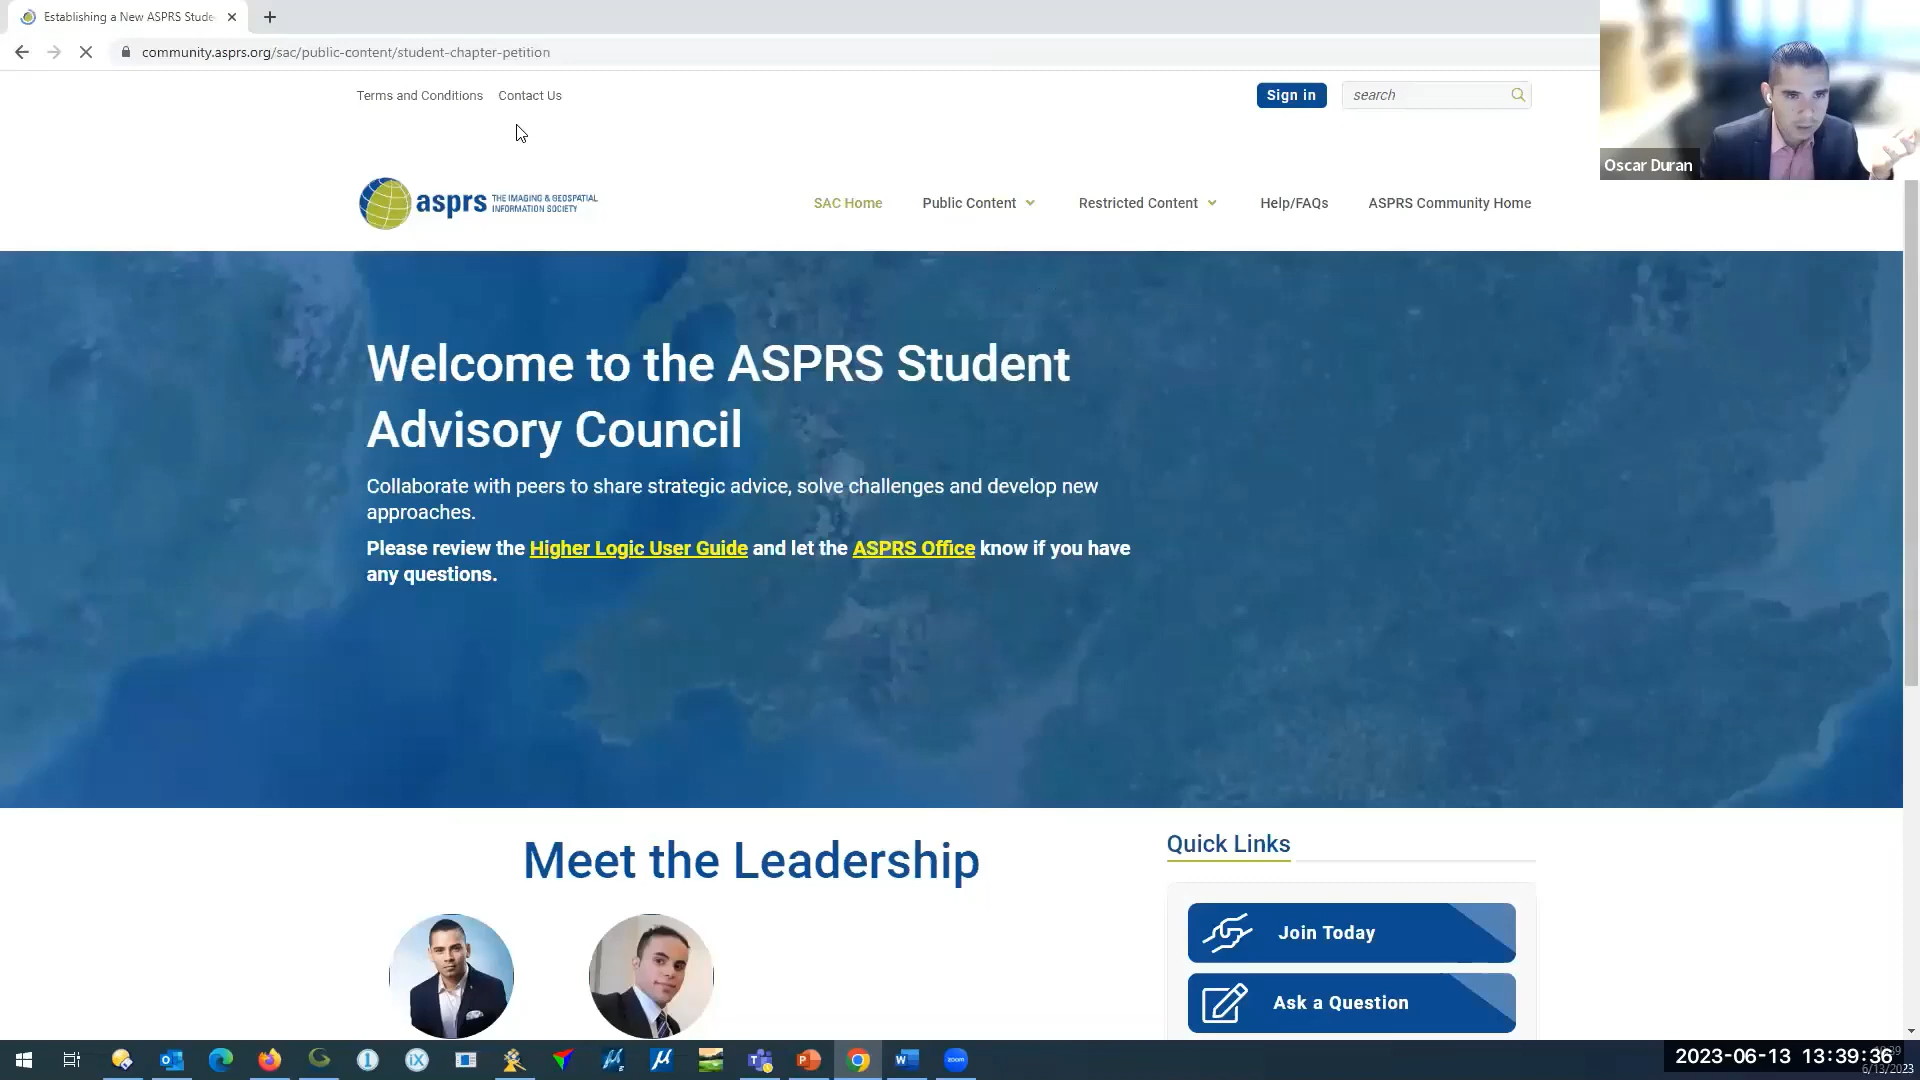 Establishing a New ASPRS Stude
community.asprs.org/sac/public-content/student-chapter-petition
Terms and Conditions
Contact Us
Sign in
search
Oscar Duran
asprs THE IMAGING & GEOSPATIAL
INFORMATION SOCIETY
SAC Home
Public Content
Restricted Content
Help/FAQs
ASPRS Community Home
Welcome to the ASPRS Student
Advisory Council
Collaborate with peers to share strategic advice, solve challenges and develop new
approaches.
Please review the Higher Logic User Guide and let the ASPRS Office know if you have
any questions.
Meet the Leadership
Quick Links
Join Today
Ask a Question
zoom
2023-06-13 13:39:36
6/13/2023